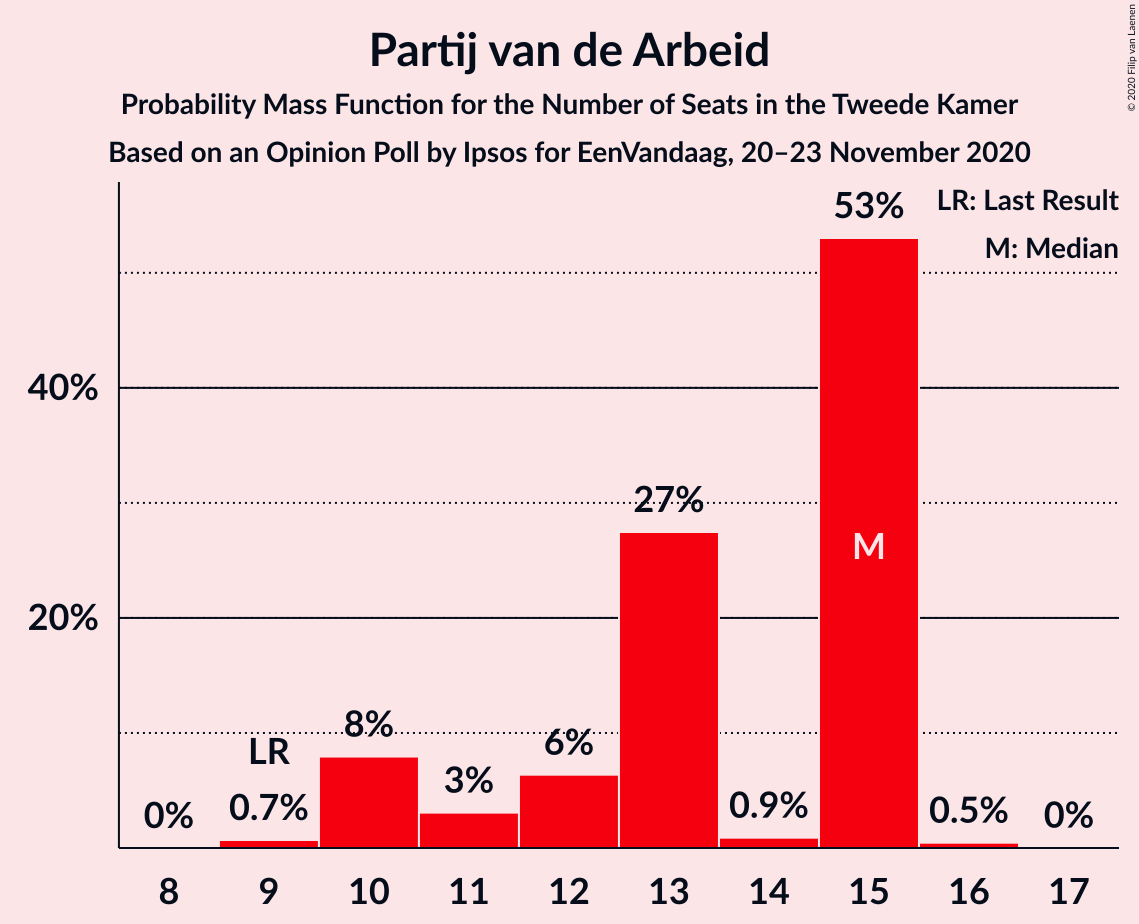 Partij van de Arbeid
Probability Mass Function for the Number of Seats in the Tweede Kamer
Based on an Opinion Poll by Ipsos for EenVandaag, 20–23 November 2020
© 2020 Filip van Laenen
LR: Last Result
M: Median
53%
40%
27%
M
20%
8%
6%
LR
3%
0%
0.7%
0.9%
0.5%
0%
8 9 10 11 12 13 14 15 16 17